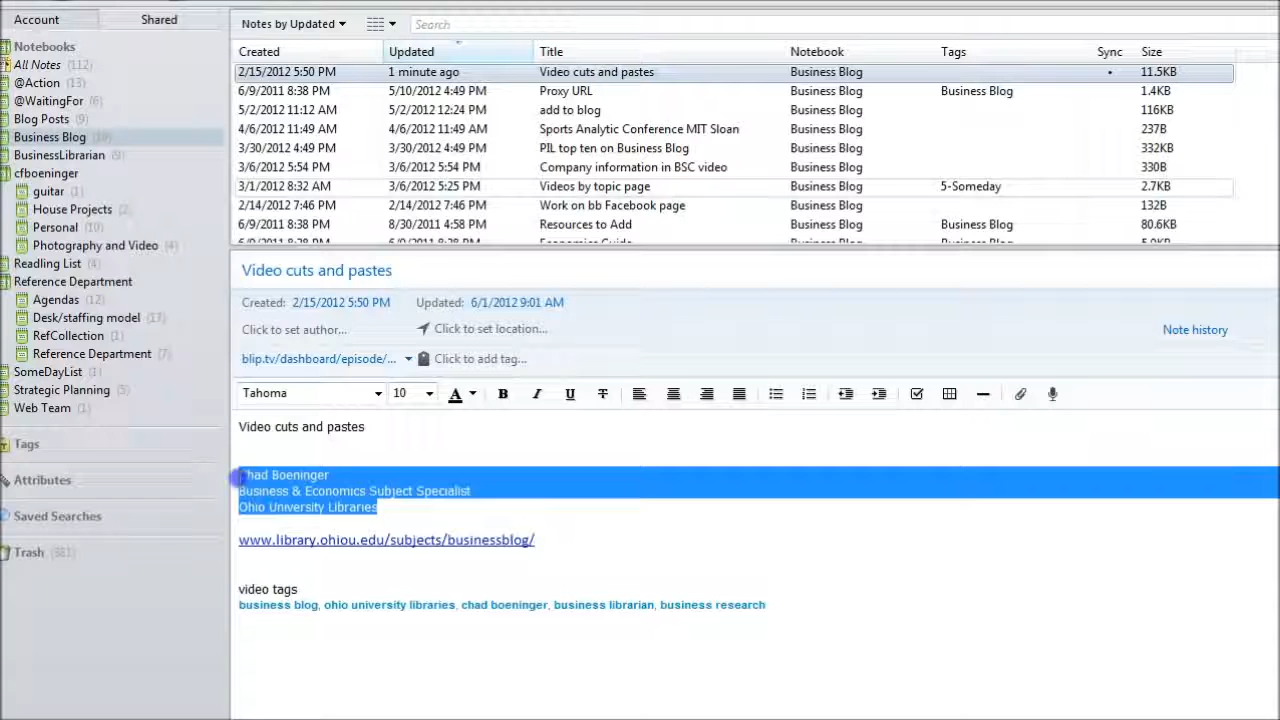 Account Shared
Notebooks
All Notes (112)
@Action (13)
@WaitingFor (6)
Blog Posts (9)
Business Blog
BusinessLibrarian (9)
cfboeninger
guitar (1)
House Projects (2)
Personal (10)
Photography and Video (4)
Readling List (4)
Reference Department
Agendas (12)
Desk/staffing model (17)
RefCollection (1)
Reference Department (7)
SomeDayList (1)
Strategic Planning (5)
Web Team (1)
Tags
Attributes
Saved Searches
Trash
Notes by Updated Search
Created Updated Title Notebook Tags Sync Size
2/15/2012 5:50 PM 1 minute ago Video cuts and pastes Business Blog 11.5KB
6/9/2011 8:38 PM 5/10/2012 4:49 PM Proxy URL Business Blog Business Blog 1.4KB
5/2/2012 11:12 AM 5/2/2012 12:24 PM add to blog Business Blog 116KB
4/6/2012 11:49 AM 4/6/2012 11:49 AM Sports Analytic Conference MIT Sloan Business Blog 237B
3/30/2012 4:49 PM 3/30/2012 4:49 PM PIL top ten on Business Blog Business Blog 332KB
3/6/2012 5:54 PM 3/6/2012 5:54 PM Company information in BSC video Business Blog 330B
3/1/2012 8:32 AM 3/6/2012 5:25 PM Videos by topic page Business Blog 5-Someday 2.7KB
2/14/2012 7:46 PM 2/14/2012 7:46 PM Work on bb Facebook page Business Blog 132B
6/9/2011 8:38 PM 8/30/2011 4:58 PM Resources to Add Business Blog Business Blog 80.6KB
Video cuts and pastes
Created: 2/15/2012 5:50 PM Updated: 6/1/2012 9:01 AM
Click to set author... Click to set location... Note history
blip.tv/dashboard/episode/... Click to add tag...
Tahoma 10 A B I U T
Video cuts and pastes
Chad Boeninger
Business & Economics Subject Specialist
Ohio University Libraries
www.library.ohiou.edu/subjects/businessblog/
video tags
business blog, ohio university libraries, chad boeninger, business librarian, business research